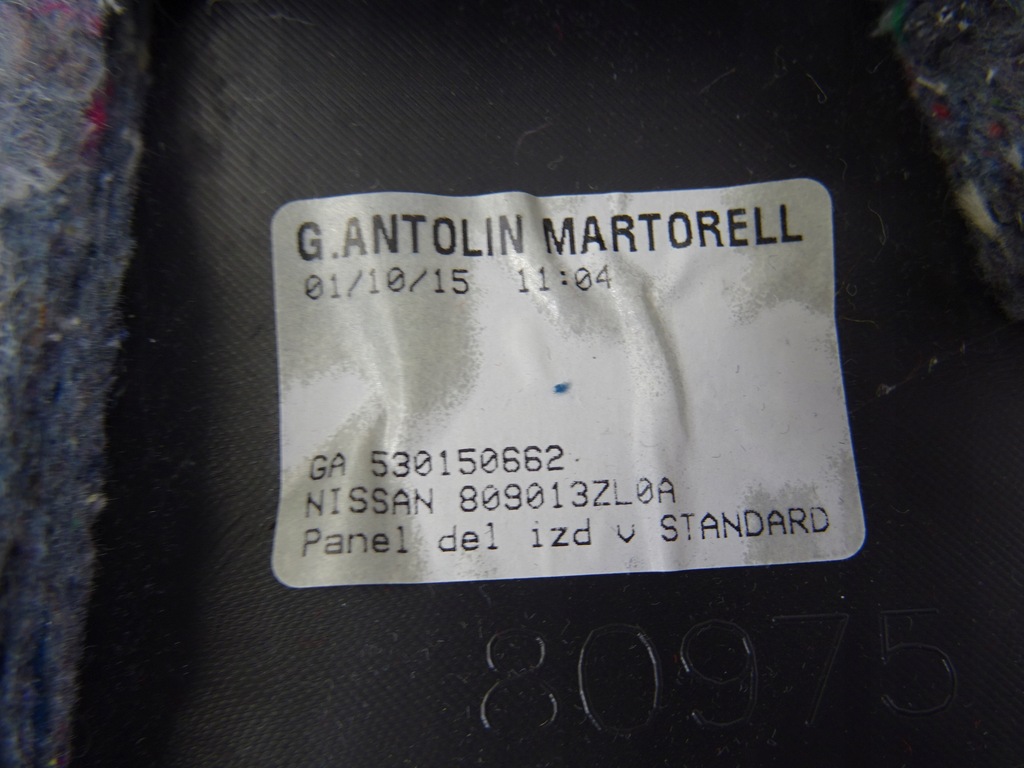 G.ANTOLIN MARTORELL
01/10/15 11:04
GA 530150662
NISSAN 809013ZL0A
Panel del izd v STANDARD
80975